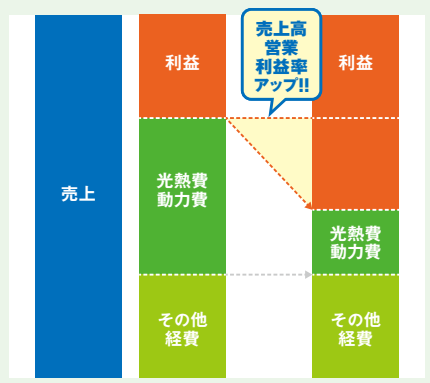 売上
利益
光熱費
動力費
その他
経費
売上高
営業
利益率
アップ!!
利益
光熱費
動力費
その他
経費